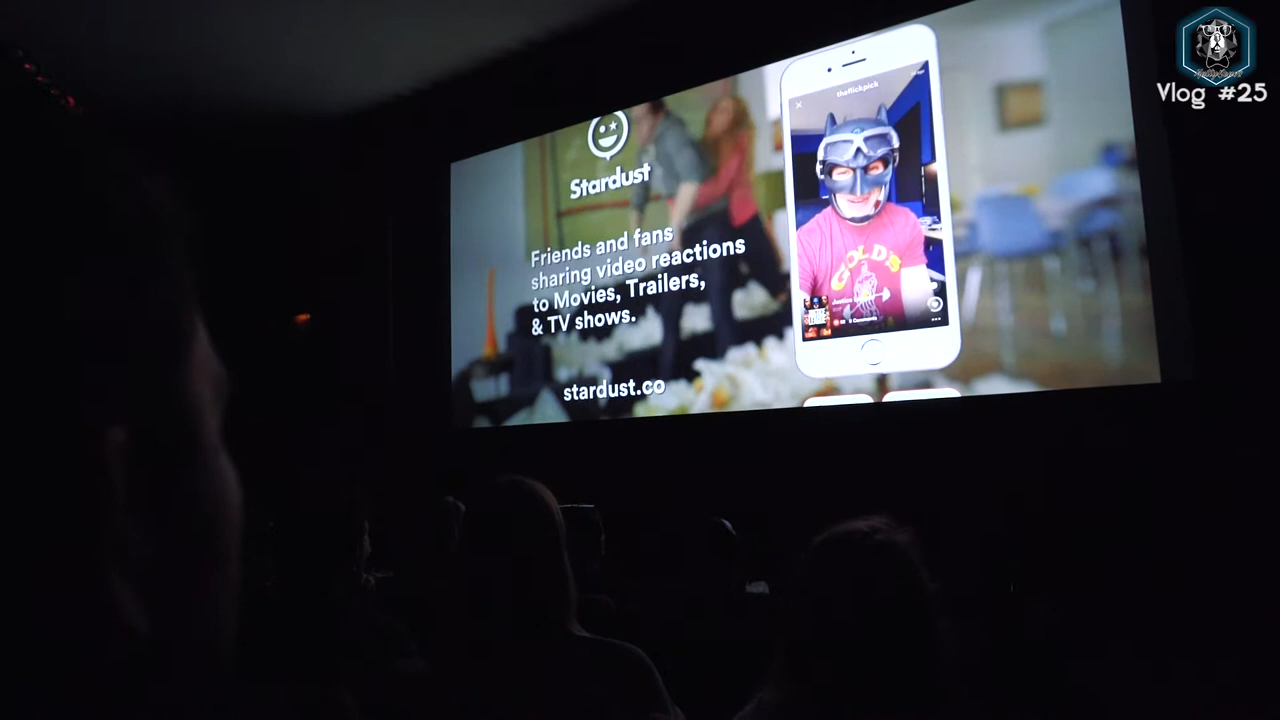 Vlog #25
Stardust
Friends and fans
sharing video reactions
to Movies, Trailers,
& TV shows.
stardust.co
theflickpick
GOLD'S